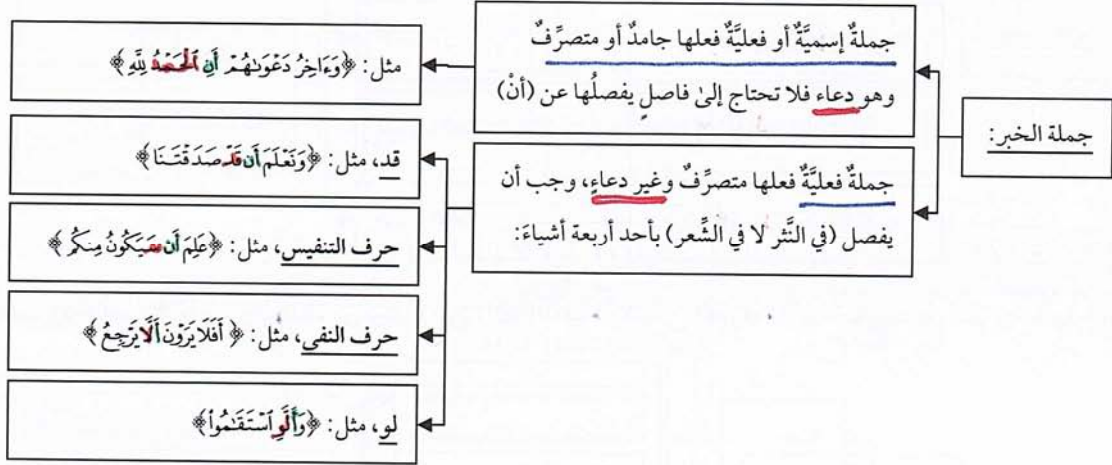 جملة الخبر:
جملةٌ إسميَّةٌ أو فعليَّةٌ فعلها جامدٌ أو متصرِّفٌ
وهو دعاء فلا تحتاج إلىٰ فاصلٍ يفصلُها عن (أنْ)
مثل: ﴿وَءَاخِرُ دَعْوَىٰهُمْ أَنِ ٱلْحَمْدُ لِلَّهِ﴾
جملةٌ فعليَّةٌ فعلها متصرِّفٌ وغير دعاءٍ، وجب أن
يفصل (في النَّثر لا في الشِّعر) بأحد أربعة أشياءَ:
قد، مثل: ﴿وَنَعْلَمَ أَن قَدْ صَدَقْتَنَا﴾
حرف التنفيس، مثل: ﴿عَلِمَ أَن سَيَكُونُ مِنكُم﴾
حرف النفي، مثل: ﴿أَفَلَا يَرَوْنَ أَلَّا يَرْجِعُ﴾
لو، مثل: ﴿وَأَلَّوِ ٱسْتَقَٰمُوا۟﴾